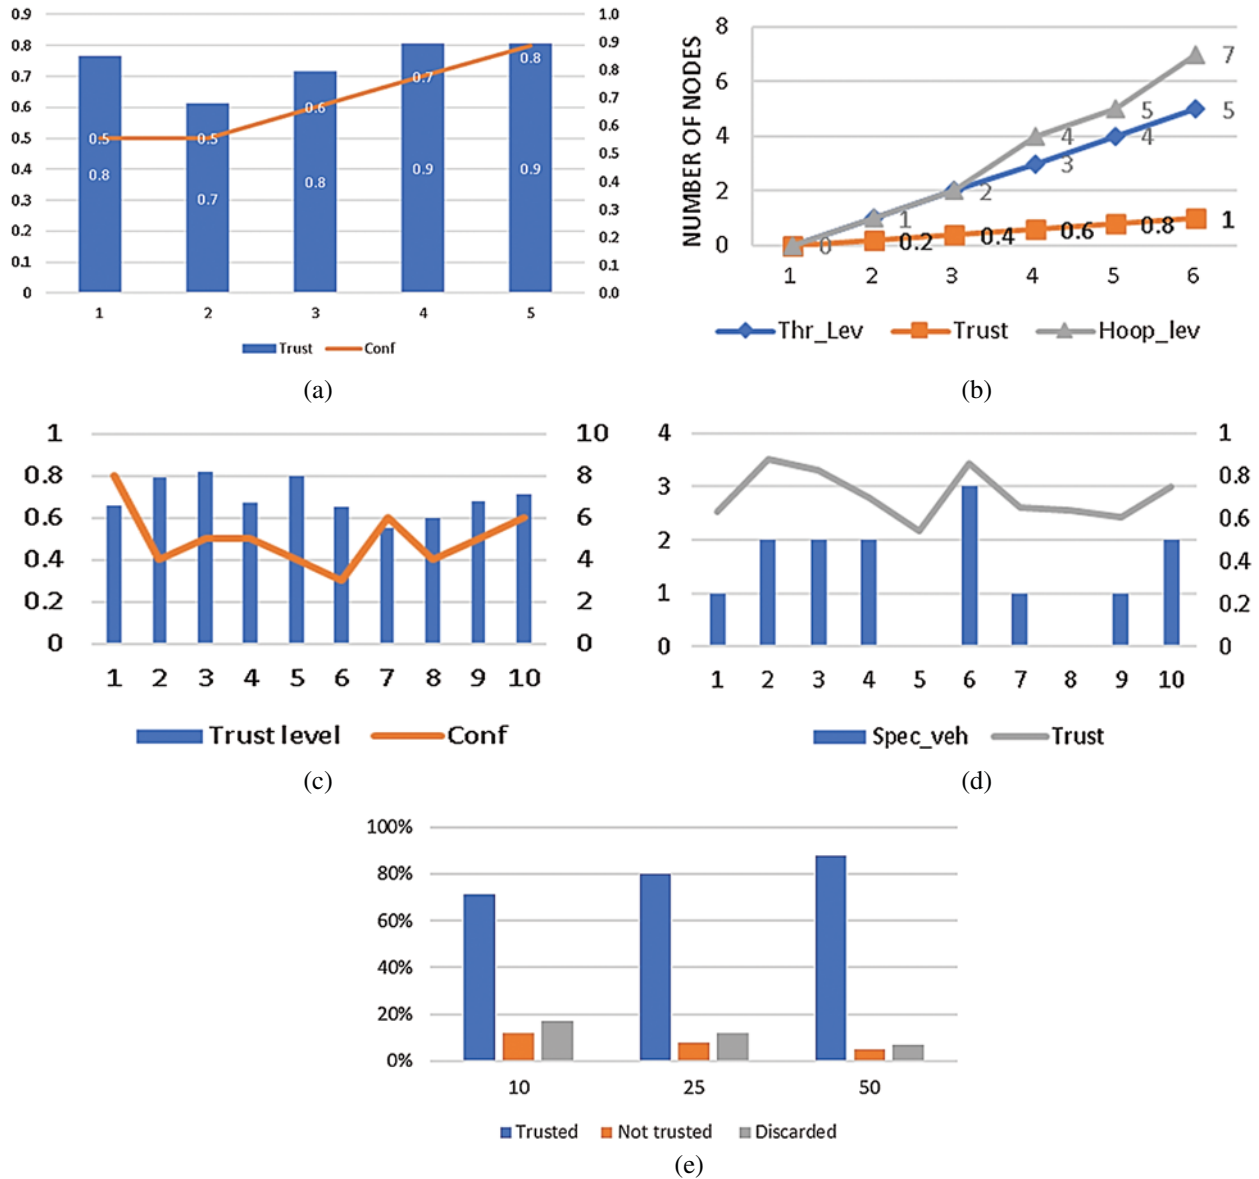 0.9 1.0
0.8 0.9
0.7 0.8
0.6 0.7
0.5 0.6
0.4 0.5
0.3 0.4
0.2 0.3
0.1 0.2
0 0.1
0.0
0.5 0.5 0.6 0.7 0.8
0.8 0.7 0.8 0.9 0.9
1 2 3 4 5
Trust Conf
(a)
NUMBER OF NODES
8
6
4
2
0
0 1 2 3 4 5
4 5 7
0.2 0.4 0.6 0.8 1
1 2 3 4 5 6
Thr_Lev Trust Hoop_lev
(b)
1 10
0.8 8
0.6 6
0.4 4
0.2 2
0 0
1 2 3 4 5 6 7 8 9 10
Trust level Conf
(c)
4 1
3 0.8
2 0.6
1 0.4
0 0.2
0
1 2 3 4 5 6 7 8 9 10
Spec_veh Trust
(d)
100%
80%
60%
40%
20%
0%
10 25 50
Trusted Not trusted Discarded
(e)